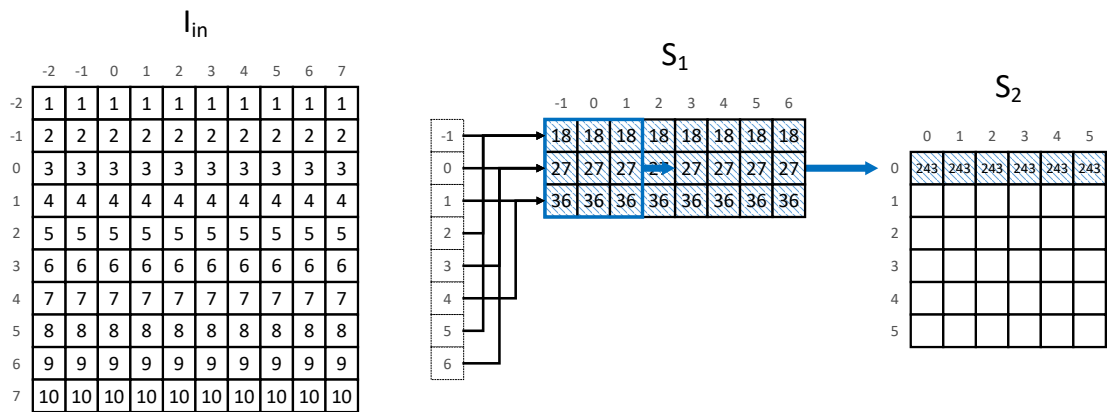 I_in
-2 -1 0 1 2 3 4 5 6 7
-2 1 1 1 1 1 1 1 1 1 1
-1 2 2 2 2 2 2 2 2 2 2
0 3 3 3 3 3 3 3 3 3 3
1 4 4 4 4 4 4 4 4 4 4
2 5 5 5 5 5 5 5 5 5 5
3 6 6 6 6 6 6 6 6 6 6
4 7 7 7 7 7 7 7 7 7 7
5 8 8 8 8 8 8 8 8 8 8
6 9 9 9 9 9 9 9 9 9 9
7 10 10 10 10 10 10 10 10 10 10
S_1
-1 0 1 2 3 4 5 6
-1 18 18 18 18 18 18 18 18
0 27 27 27 27 27 27 27 27
1 36 36 36 36 36 36 36 36
2
3
4
5
6
S_2
0 1 2 3 4 5
0 243 243 243 243 243 243
1
2
3
4
5